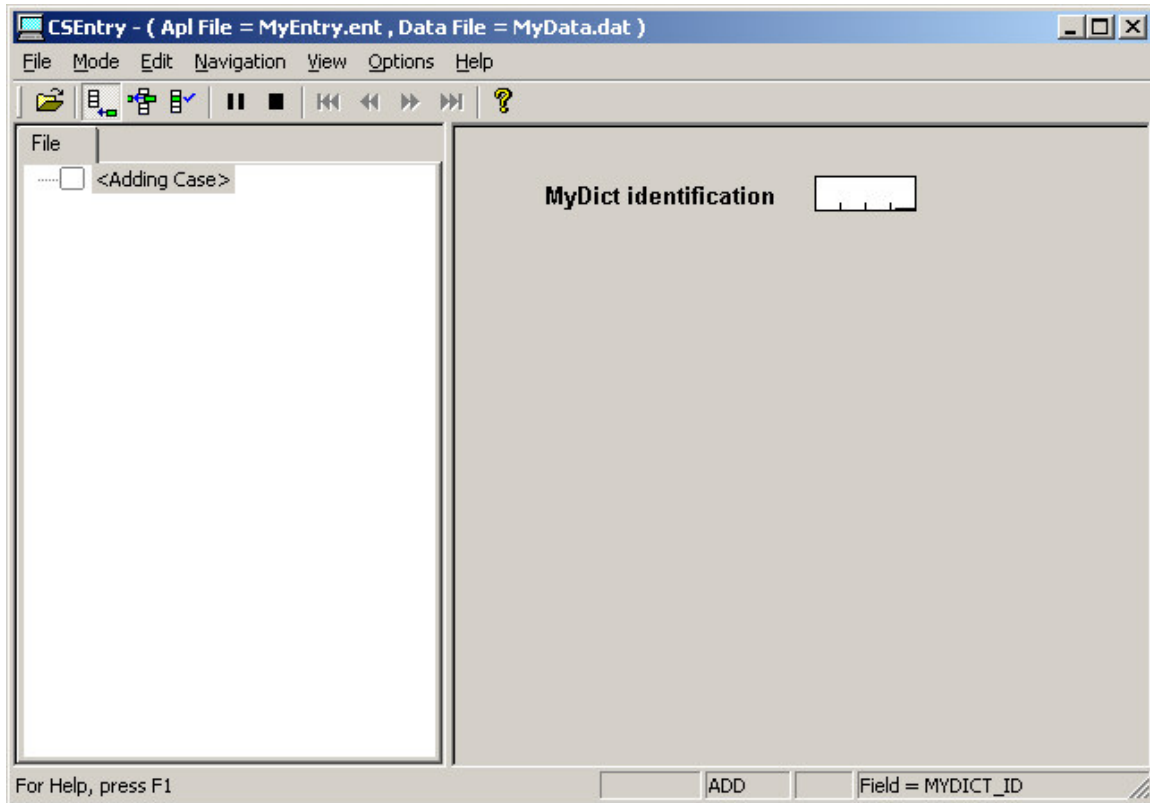 CSEntry - ( Apl File = MyEntry.ent , Data File = MyData.dat )
File Mode Edit Navigation View Options Help
File
<Adding Case>
MyDict identification
For Help, press F1 ADD Field = MYDICT_ID